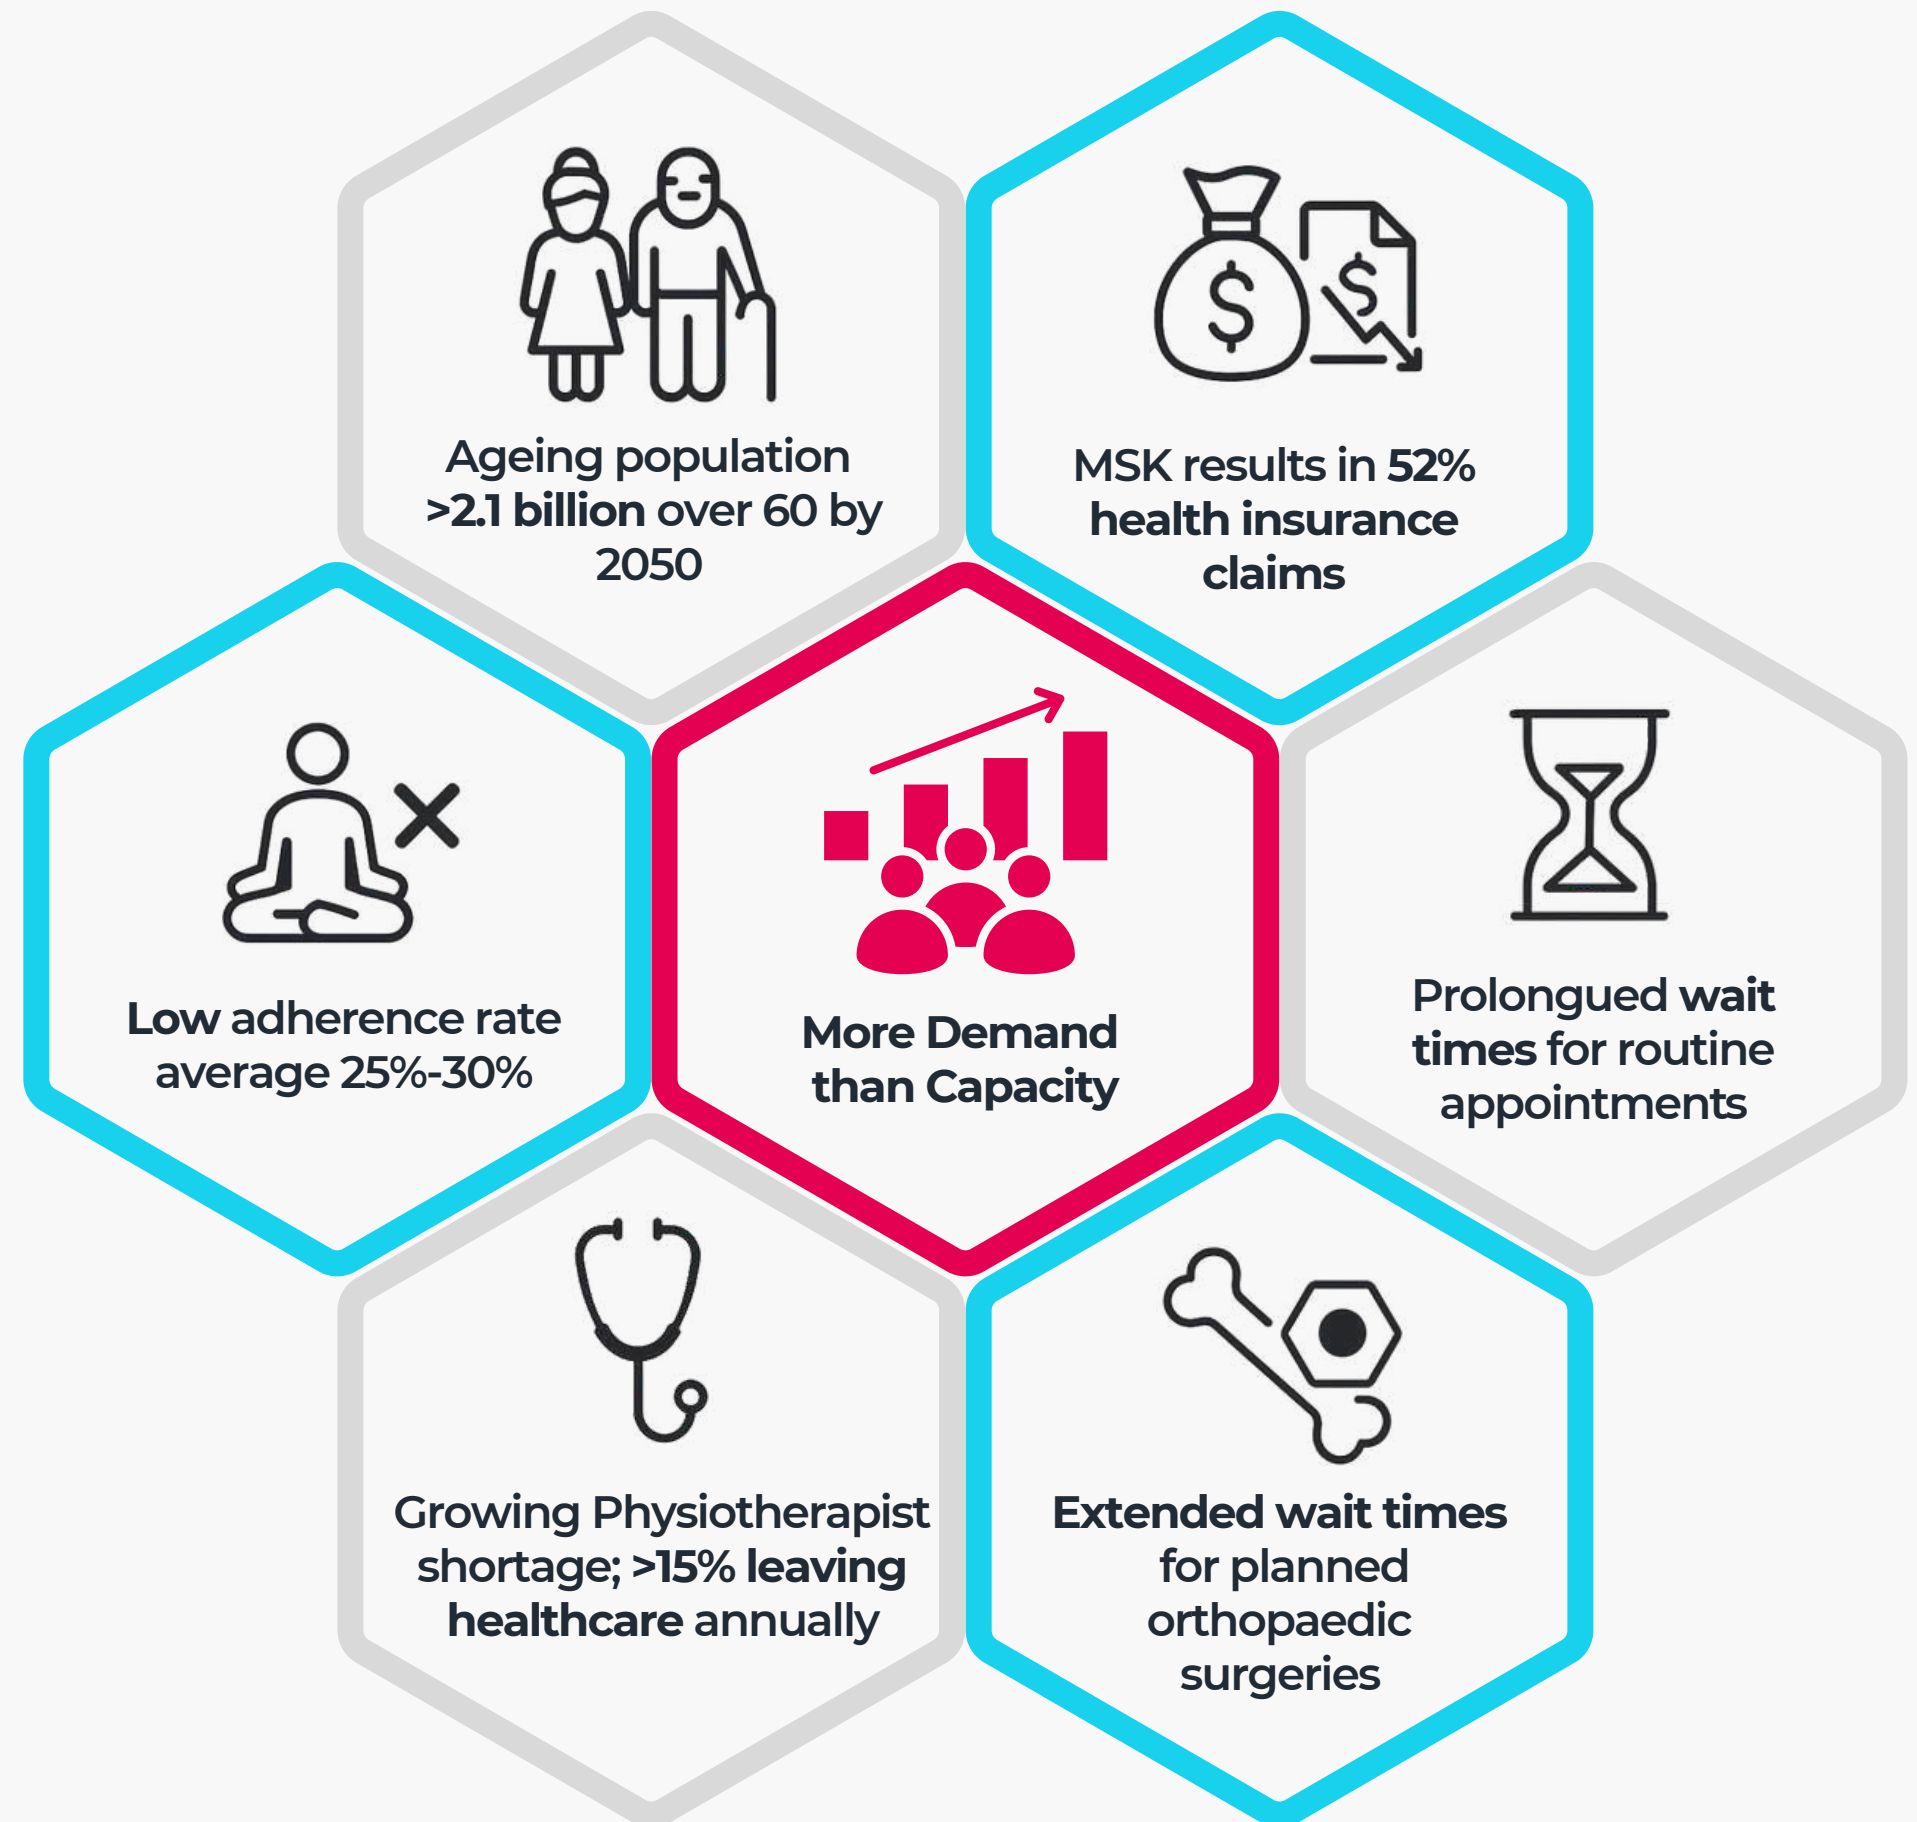 Ageing population
>2.1 billion over 60 by
2050
MSK results in 52%
health insurance
claims
Low adherence rate
average 25%-30%
More Demand
than Capacity
Prolongued wait
times for routine
appointments
Growing Physiotherapist
shortage; >15% leaving
healthcare annually
Extended wait times
for planned
orthopaedic
surgeries